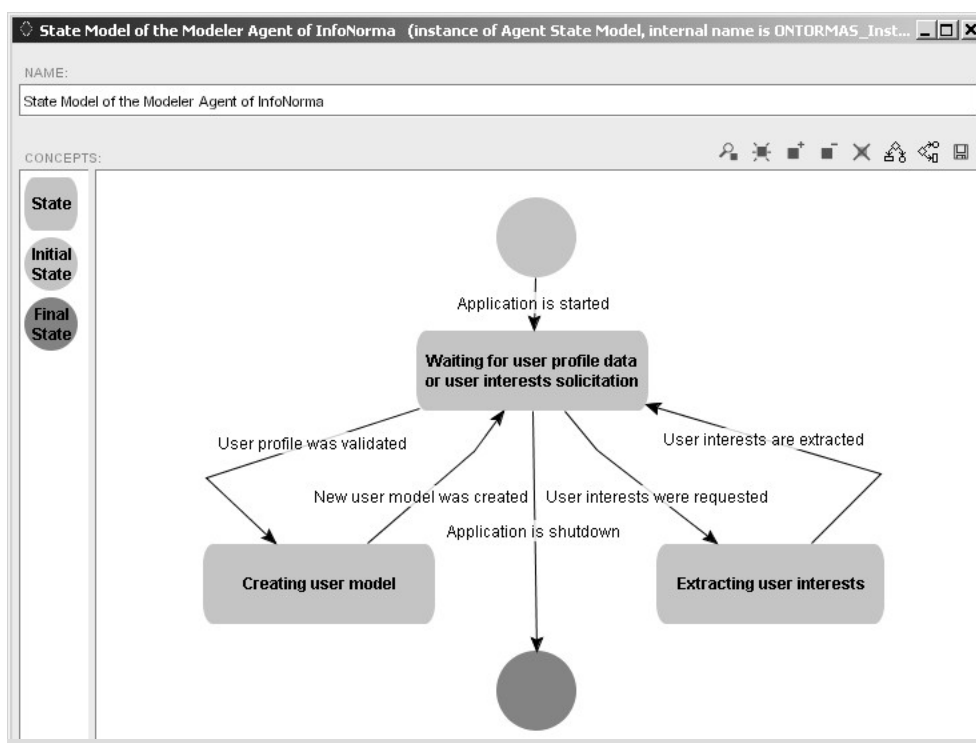 State Model of the Modeler Agent of InfoNorma (instance of Agent State Model, internal name is ONTORMAS_Inst...
NAME:
State Model of the Modeler Agent of InfoNorma
CONCEPTS:
State
Initial
State
Final
State
Application is started
Waiting for user profile data
or user interests solicitation
User profile was validated
User interests are extracted
New user model was created
User interests were requested
Application is shutdown
Creating user model
Extracting user interests